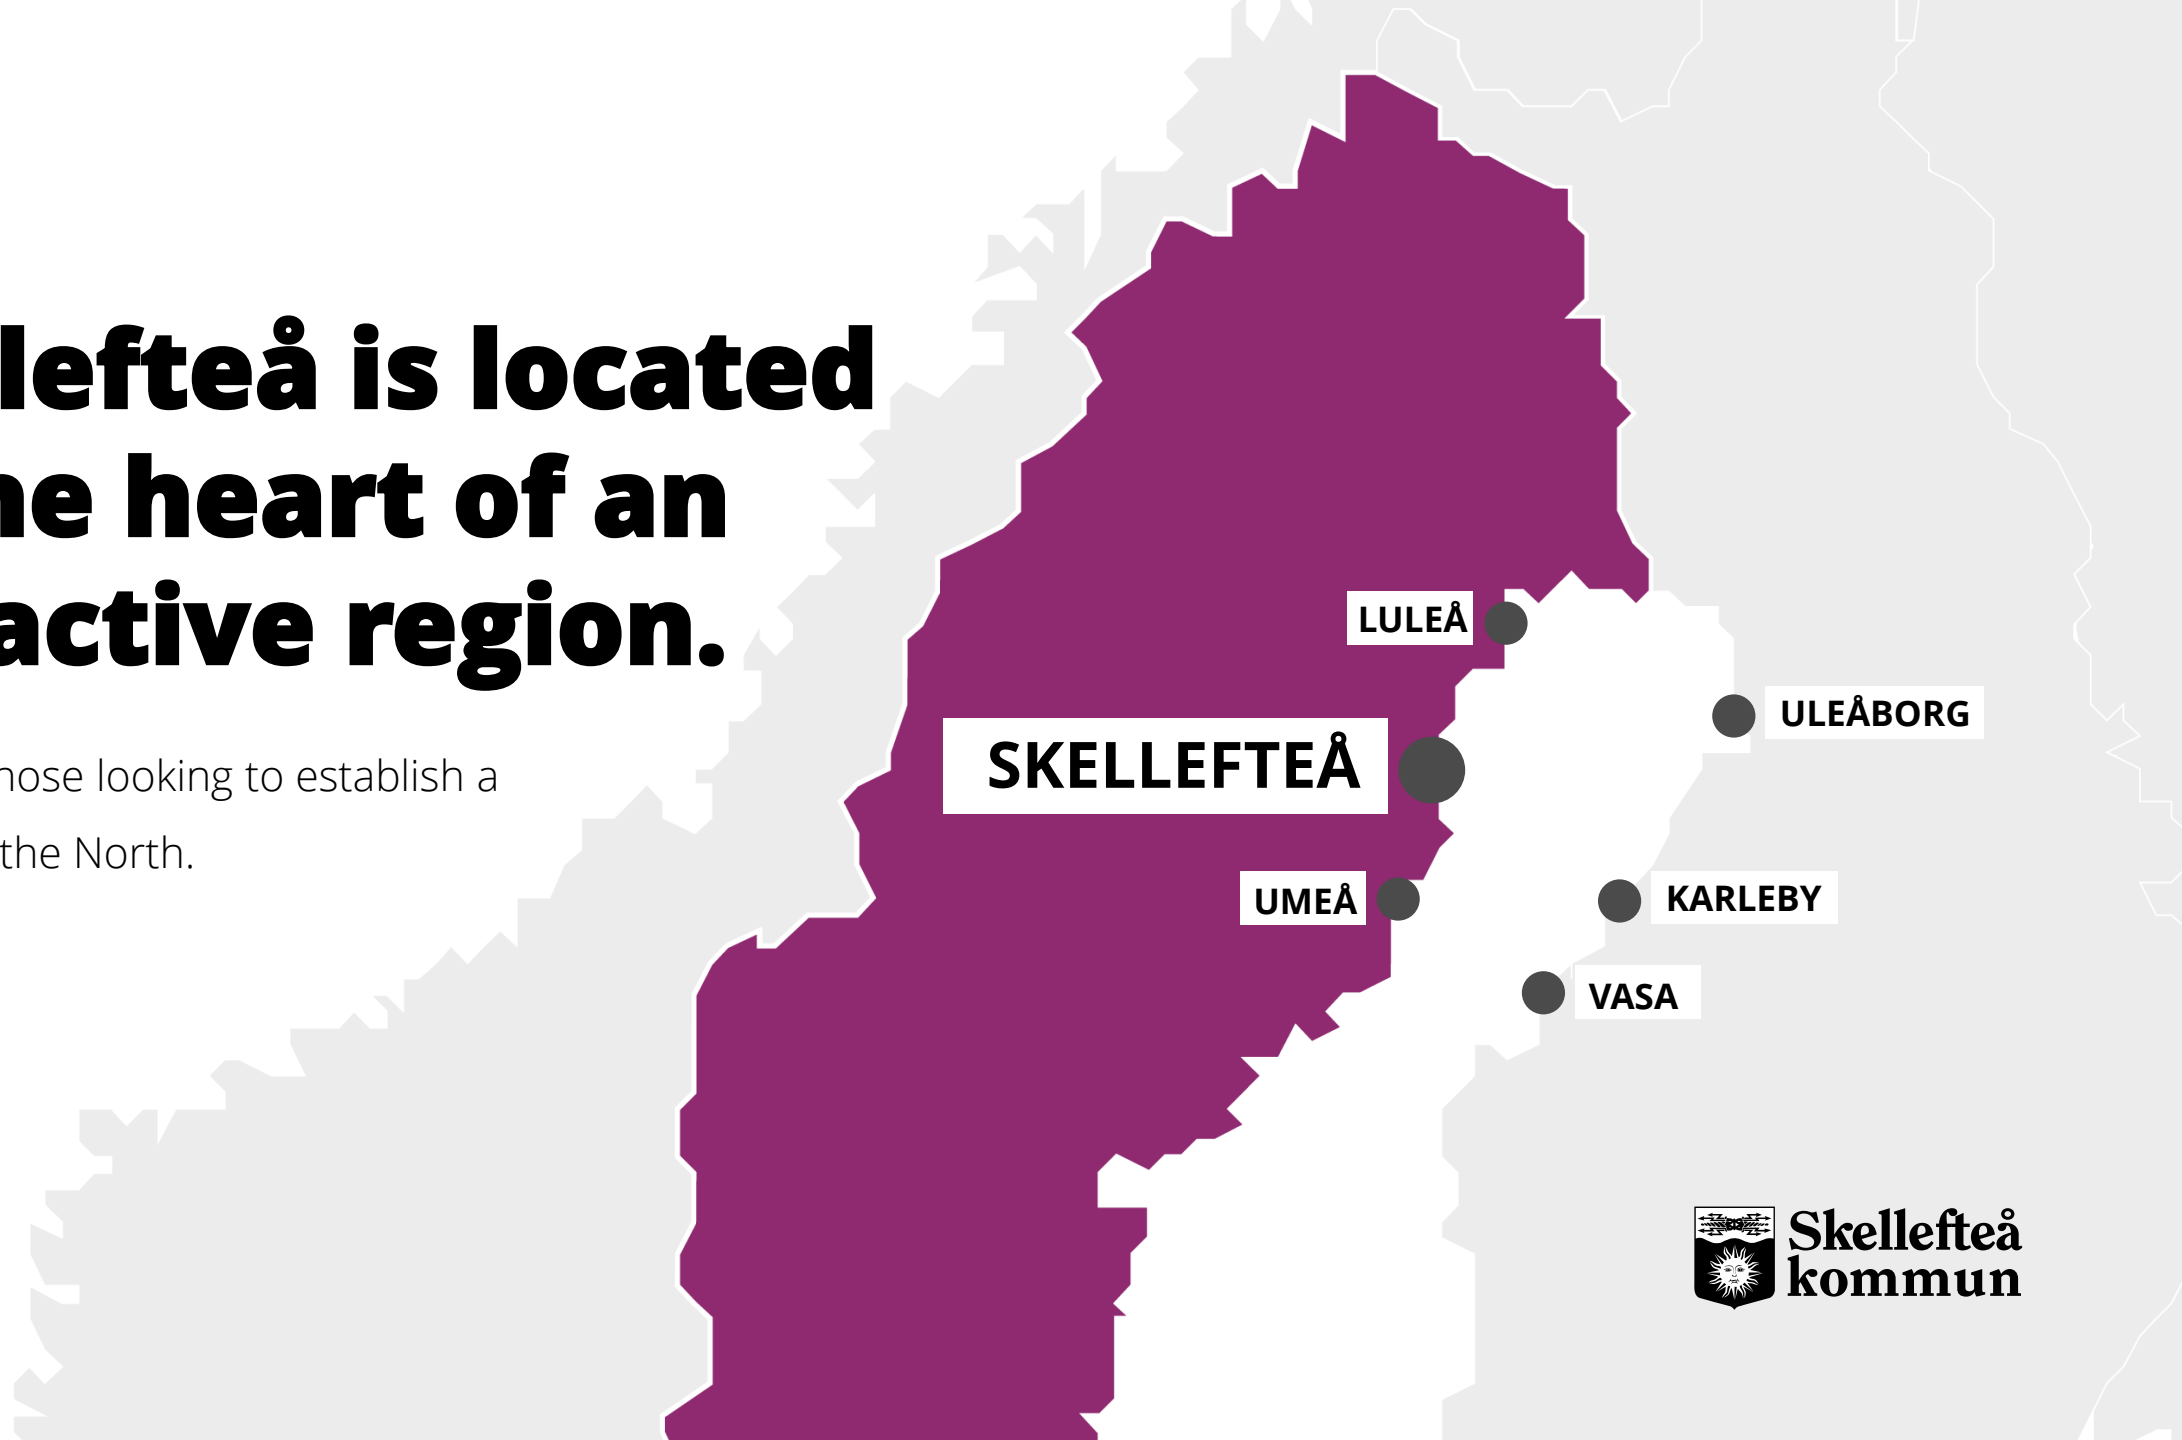 lefteå is located
ne heart of an
active region.
hose looking to establish a
the North.
LULEÅ
ULEÅBORG
SKELLEFTEÅ
UMEÅ
KARLEBY
VASA
Skellefteå
kommun